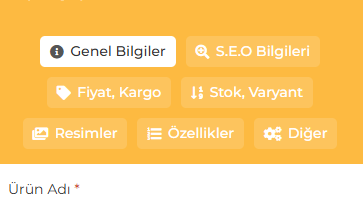 Genel Bilgiler
S.E.O Bilgileri
Fiyat, Kargo
Stok, Varyant
Resimler
Özellikler
Diğer
Ürün Adı *